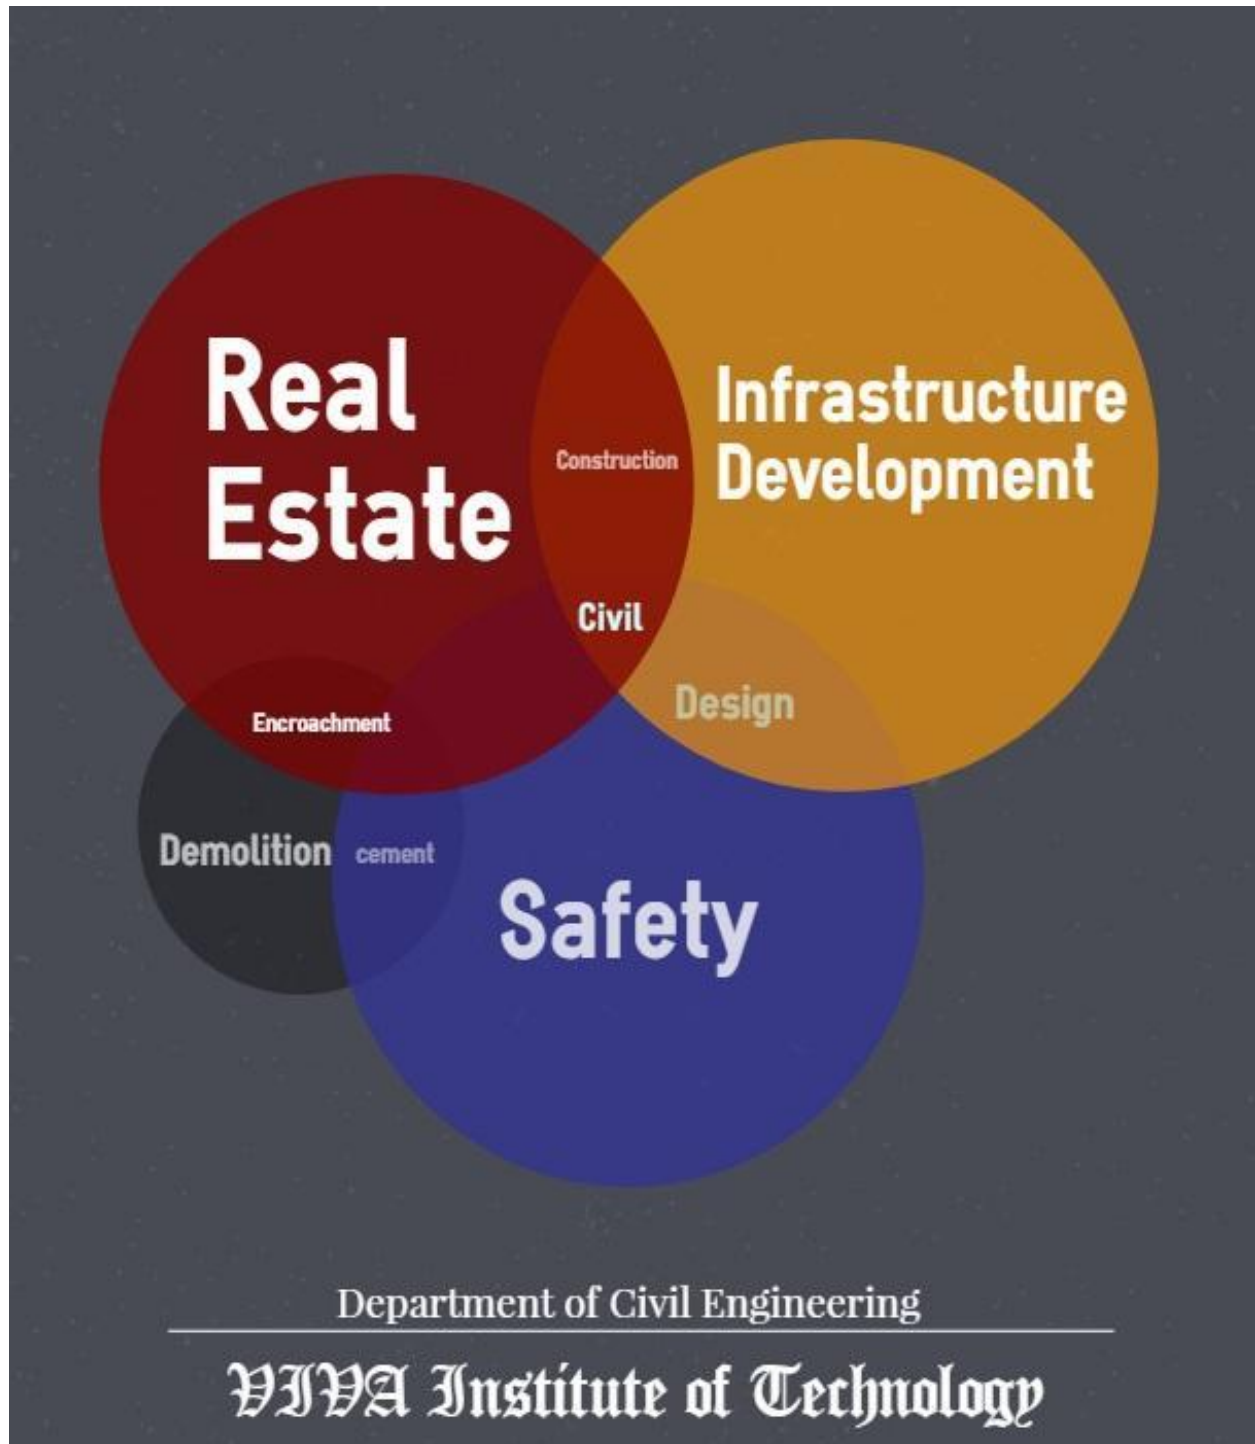 Real
Estate
Infrastructure
Development
Construction
Civil
Design
Encroachment
Demolition
cement
Safety
Department of Civil Engineering
VIVA Institute of Technology